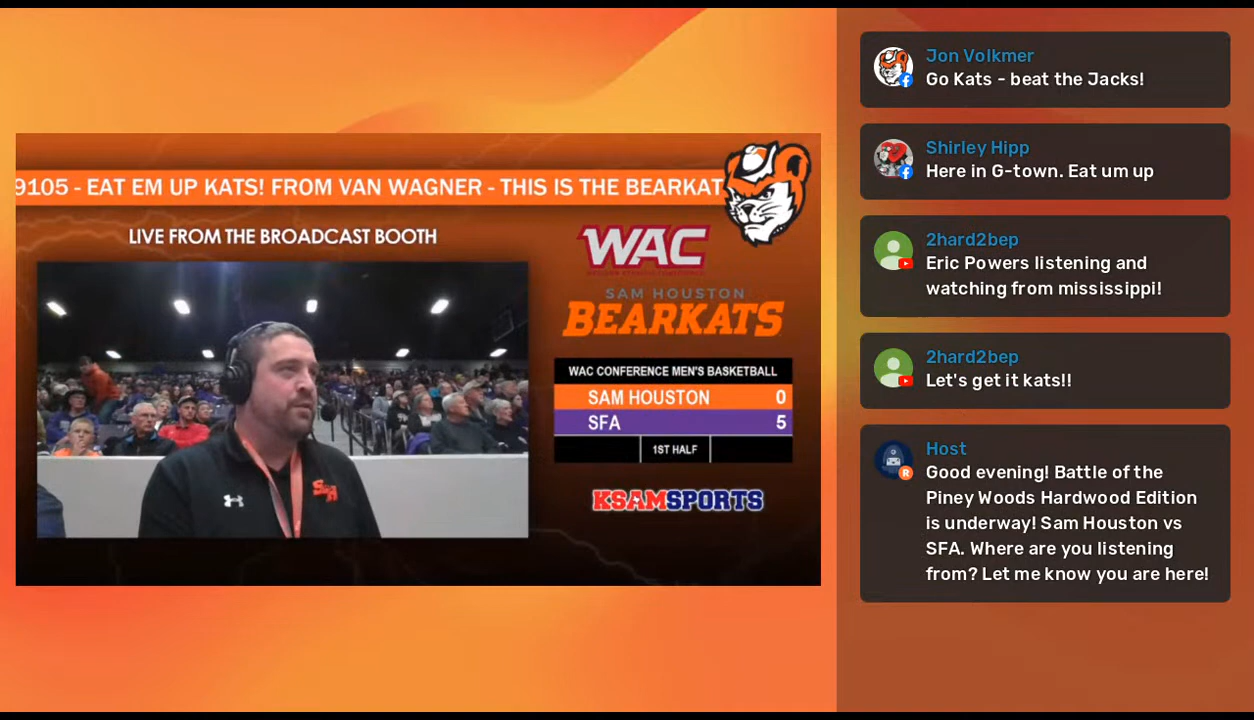 9105 - EAT EM UP KATS! FROM VAN WAGNER - THIS IS THE BEARKAT
LIVE FROM THE BROADCAST BOOTH
WAC
SAM HOUSTON
BEARKATS
WAC CONFERENCE MEN'S BASKETBALL
SAM HOUSTON 0
SFA 5
1ST HALF
KSAMSPORTS
Jon Volkmer
Go Kats - beat the Jacks!
Shirley Hipp
Here in G-town. Eat um up
2hard2bep
Eric Powers listening and
watching from mississippi!
2hard2bep
Let's get it kats!!
Host
Good evening! Battle of the
Piney Woods Hardwood Edition
is underway! Sam Houston vs
SFA. Where are you listening
from? Let me know you are here!